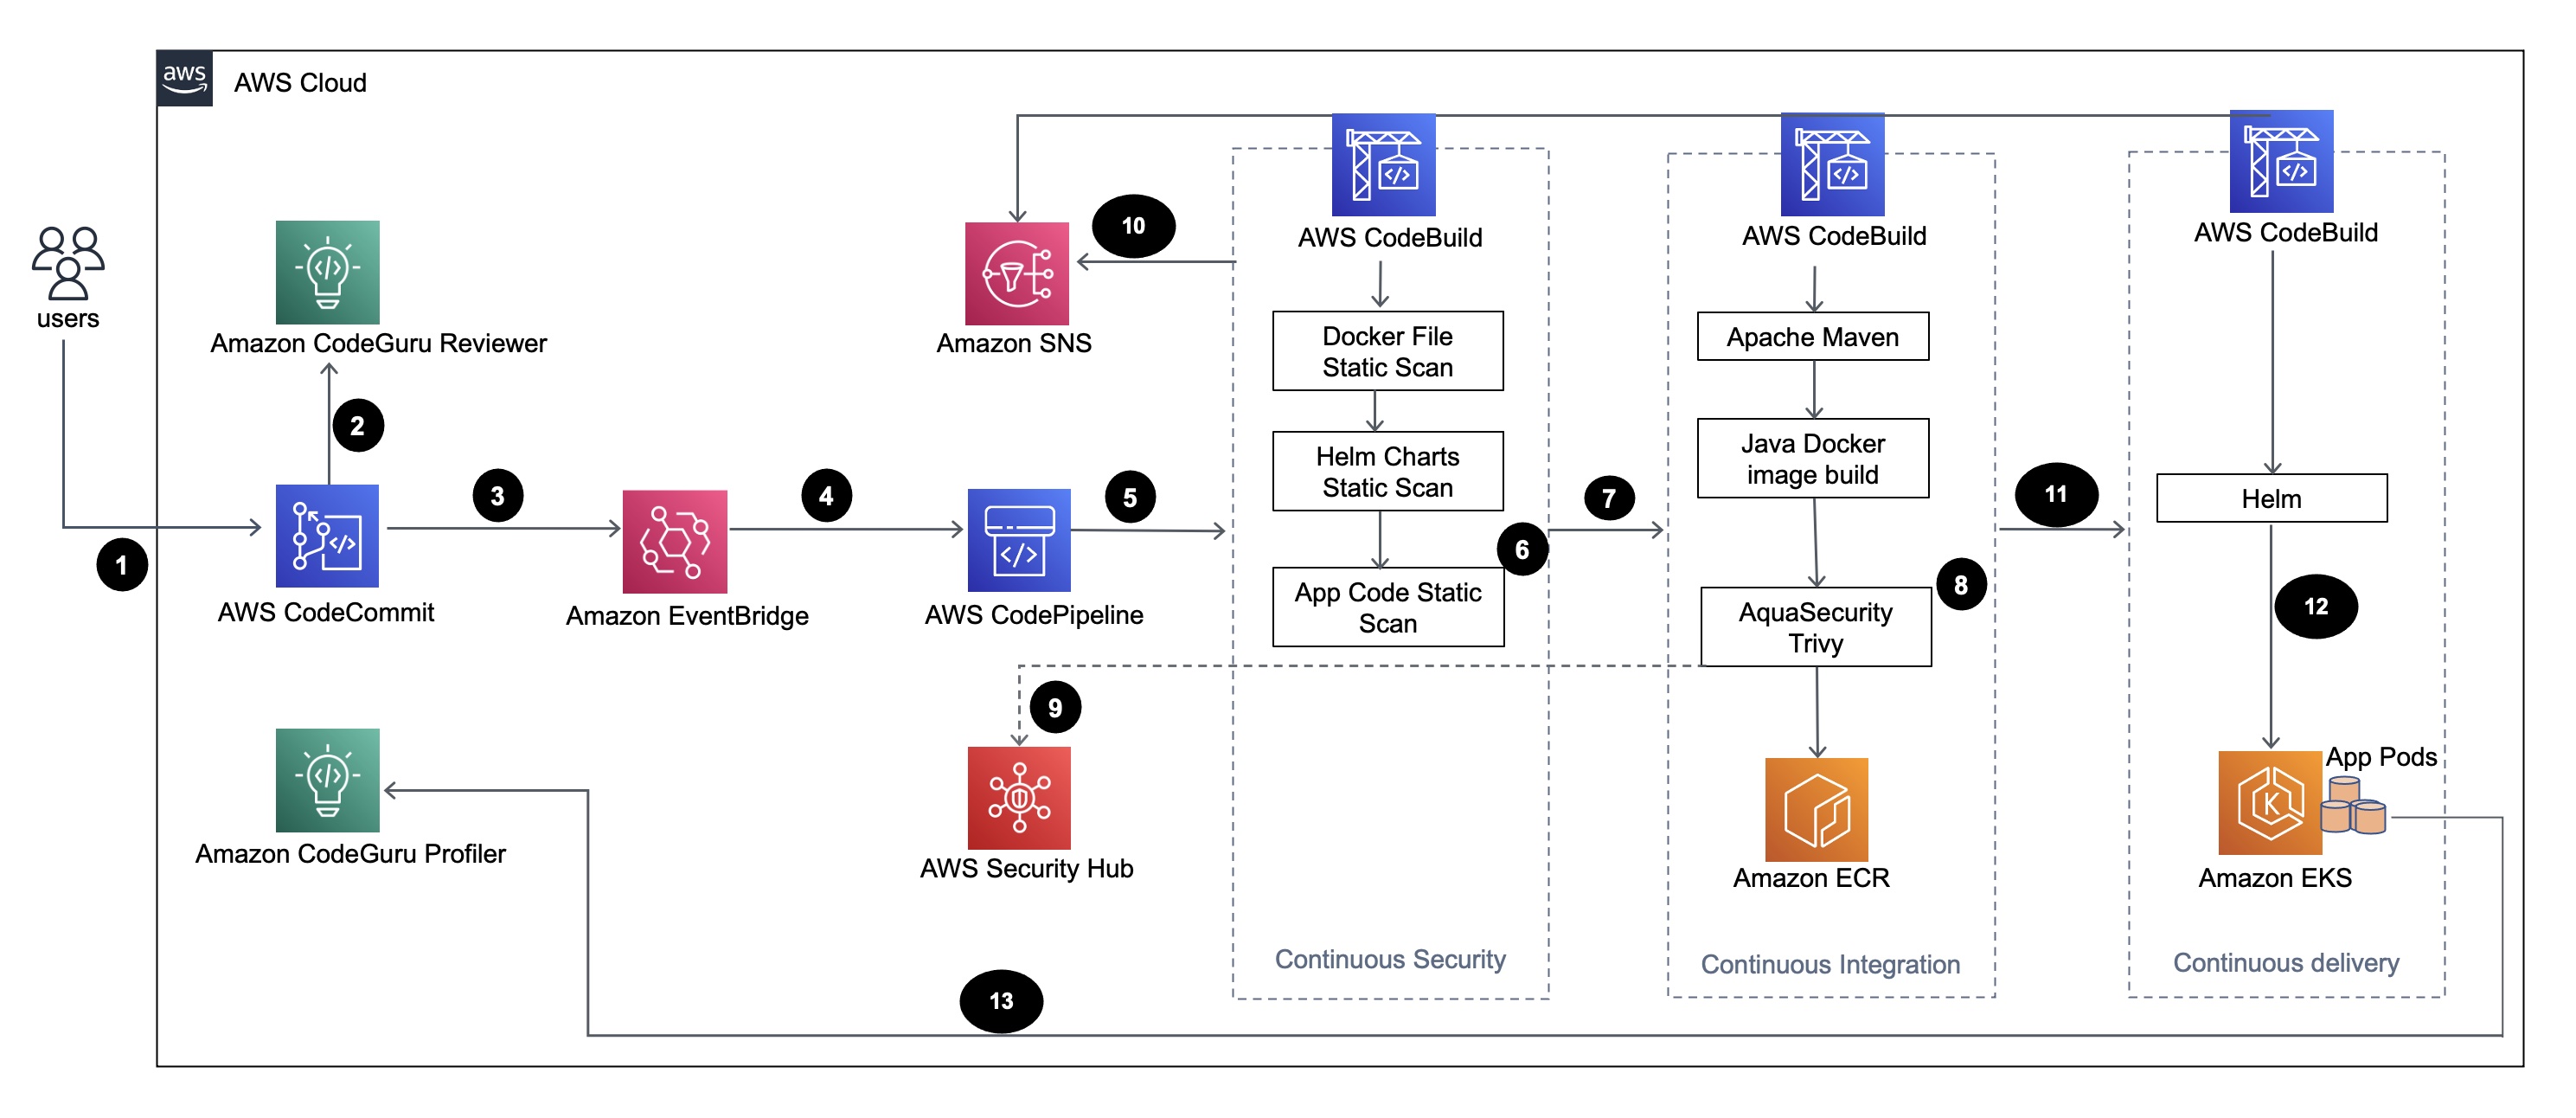 aws
AWS Cloud
users
1
Amazon CodeGuru Reviewer
2
AWS CodeCommit
3
Amazon EventBridge
4
AWS CodePipeline
5
Amazon SNS
10
AWS CodeBuild
Docker File
Static Scan
Helm Charts
Static Scan
App Code Static
Scan
6
Continuous Security
7
AWS CodeBuild
Apache Maven
Java Docker
image build
AquaSecurity
Trivy
8
Amazon ECR
Continuous Integration
9
AWS Security Hub
11
AWS CodeBuild
Helm
12
App Pods
K
Amazon EKS
Continuous delivery
13
Amazon CodeGuru Profiler